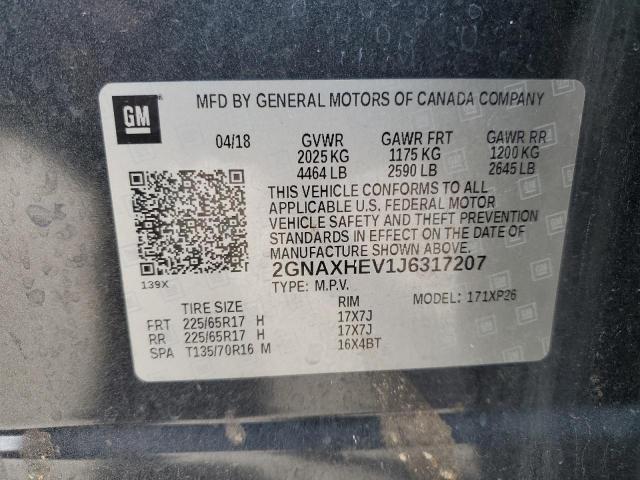 GM
MFD BY GENERAL MOTORS OF CANADA COMPANY
04/18 GVWR GAWR FRT GAWR RR
2025 KG 1175 KG 1200 KG
4464 LB 2590 LB 2645 LB
THIS VEHICLE CONFORMS TO ALL
APPLICABLE U.S. FEDERAL MOTOR
VEHICLE SAFETY AND THEFT PREVENTION
STANDARDS IN EFFECT ON THE DATE OF
MANUFACTURE SHOWN ABOVE.
2GNAXHEV1J6317207
139X
TYPE: M.P.V. MODEL: 171XP26
TIRE SIZE RIM
FRT 225/65R17 H 17X7J
RR 225/65R17 H 17X7J
SPA T135/70R16 M 16X4BT